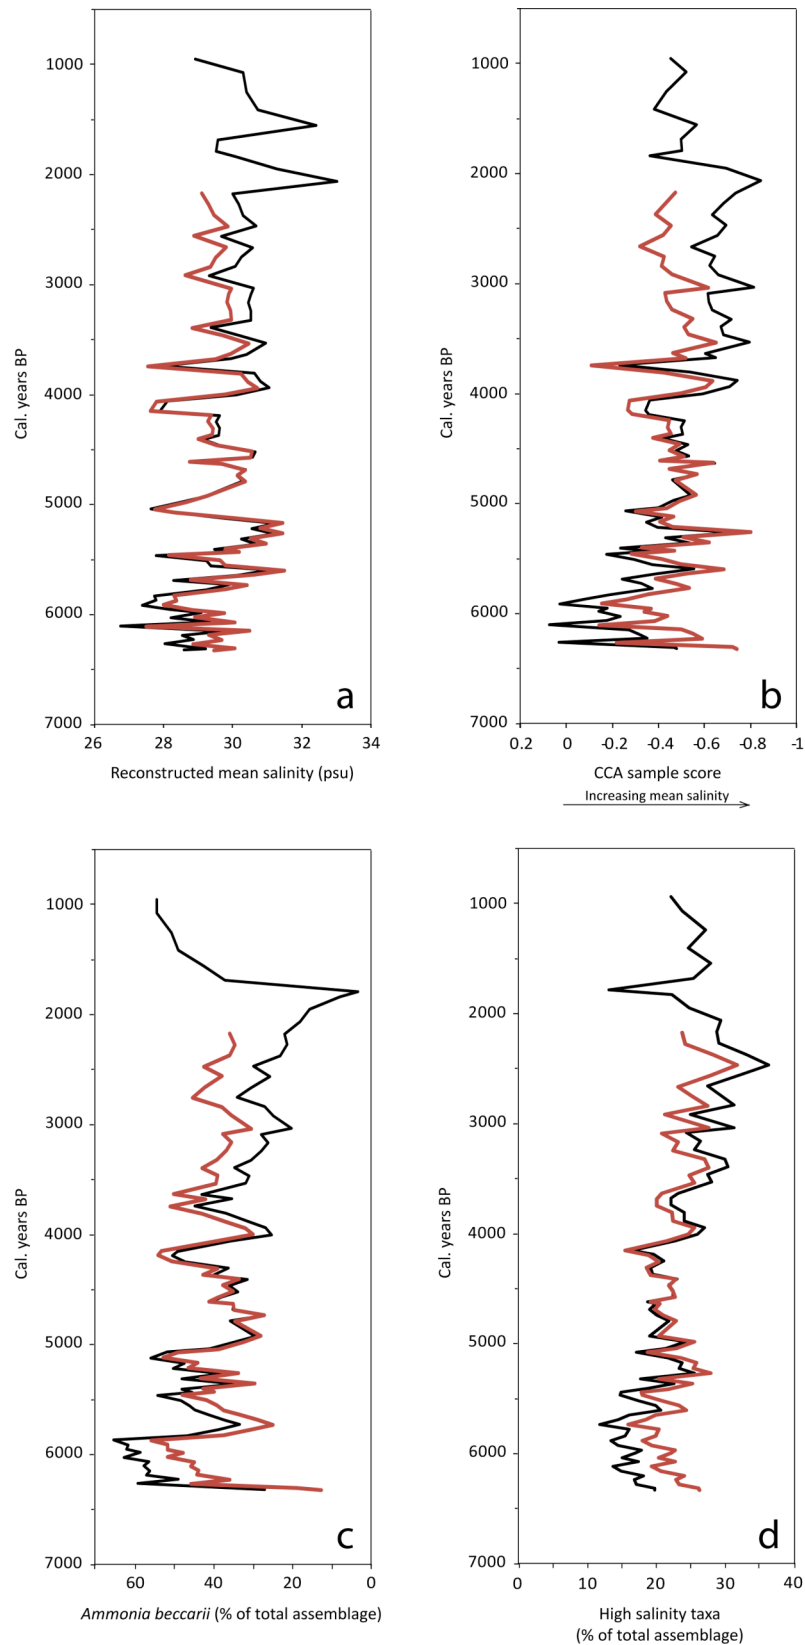 1000
2000
3000
4000
5000
6000
7000
Cal. years BP
26 28 30 32 34
Reconstructed mean salinity (psu)
a
1000
2000
3000
4000
5000
6000
7000
Cal. years BP
0.2 0 -0.2 -0.4 -0.6 -0.8 -1
CCA sample score
Increasing mean salinity
b
1000
2000
3000
4000
5000
6000
7000
Cal. years BP
60 40 20 0
Ammonia beccarii (% of total assemblage)
c
1000
2000
3000
4000
5000
6000
7000
Cal. years BP
0 10 20 30 40
High salinity taxa
(% of total assemblage)
d